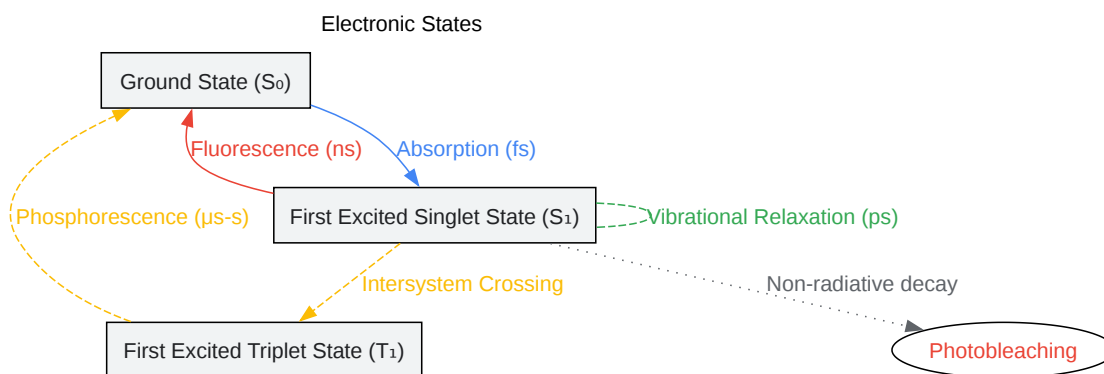 Electronic States
Ground State (S₀)
Fluorescence (ns)
Absorption (fs)
Phosphorescence (µs-s)
First Excited Singlet State (S₁)
Vibrational Relaxation (ps)
Intersystem Crossing
Non-radiative decay
First Excited Triplet State (T₁)
Photobleaching